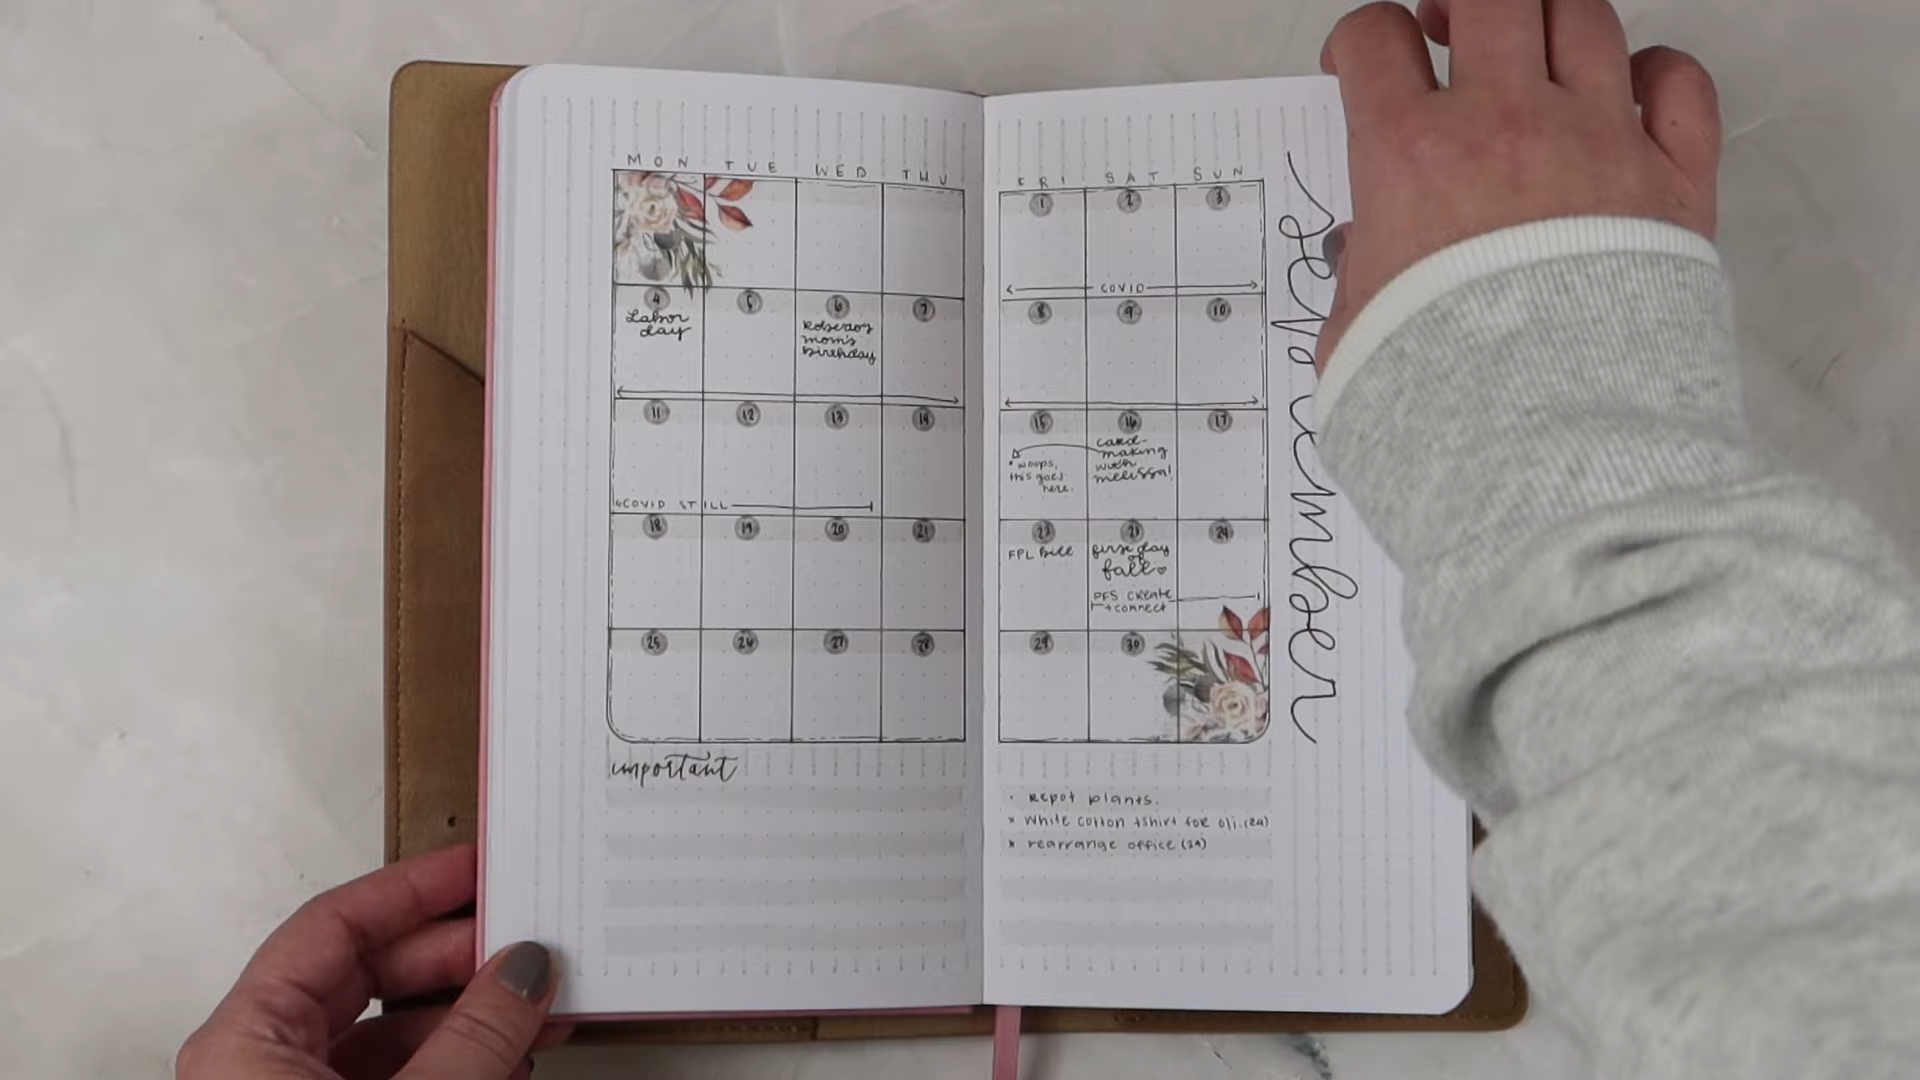 MON TUE WED THU
FRI SAT SUN
1 2 3
COVID
4 5 6 7
Labor
day
mom's
birthday
8 9 10
11 12 13 14
COVID STILL
15 16 17
woops,
this goes
here.
card-
making
with
melissa!
18 19 20 21
22 23 24
FPL bill
first day
of
fall
PFS create
+ connect
25 26 27 28
29 30
september
important
repot plants.
white cotton tshirt for oli.
rearrange office